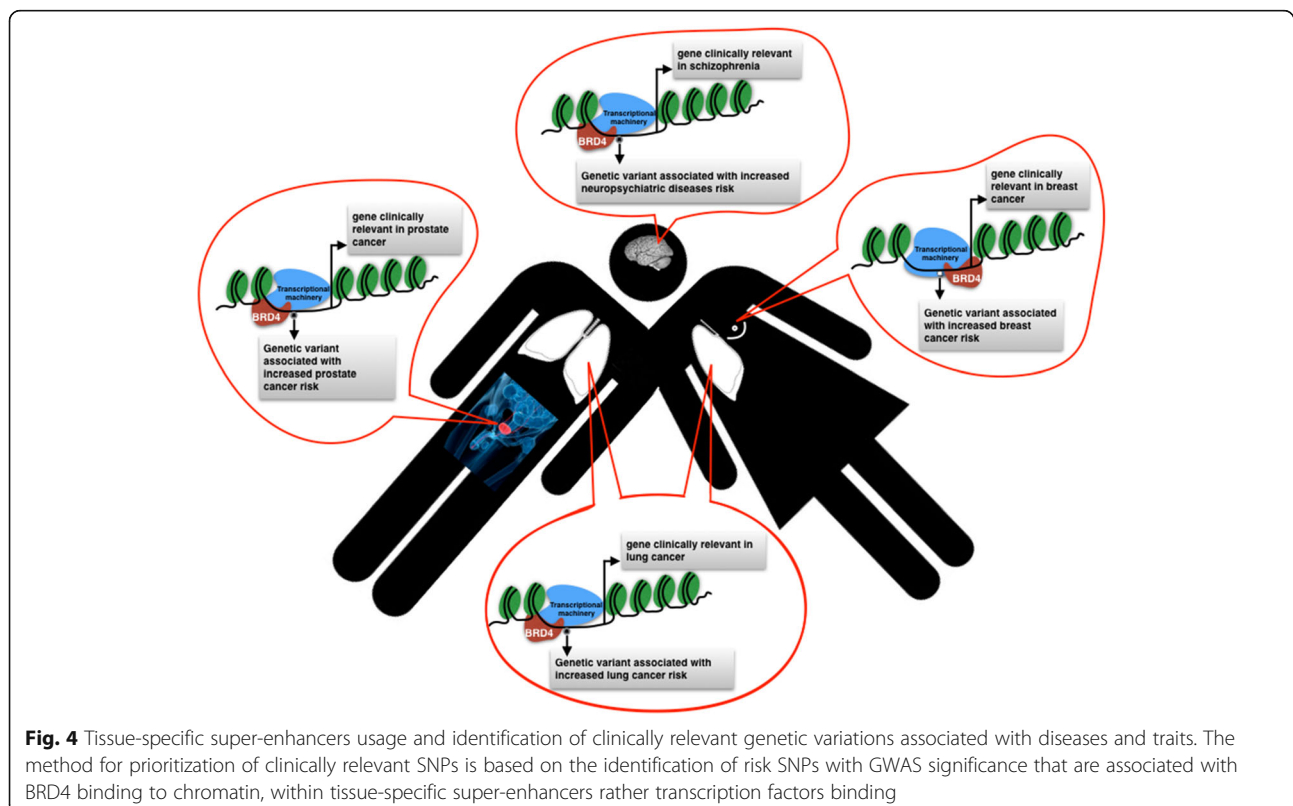 gene clinically relevant
in schizophrenia
Transcriptional
machinery
BRD4
Genetic variant associated with increased
neuropsychiatric diseases risk
gene clinically
relevant in prostate
cancer
Transcriptional
machinery
BRD4
Genetic variant
associated with
increased prostate
cancer risk
gene clinically
relevant in breast
cancer
Transcriptional
machinery
BRD4
Genetic variant associated
with increased breast
cancer risk
gene clinically relevant in
lung cancer
Transcriptional
machinery
BRD4
Genetic variant associated with
increased lung cancer risk
Fig. 4 Tissue-specific super-enhancers usage and identification of clinically relevant genetic variations associated with diseases and traits. The
method for prioritization of clinically relevant SNPs is based on the identification of risk SNPs with GWAS significance that are associated with
BRD4 binding to chromatin, within tissue-specific super-enhancers rather transcription factors binding